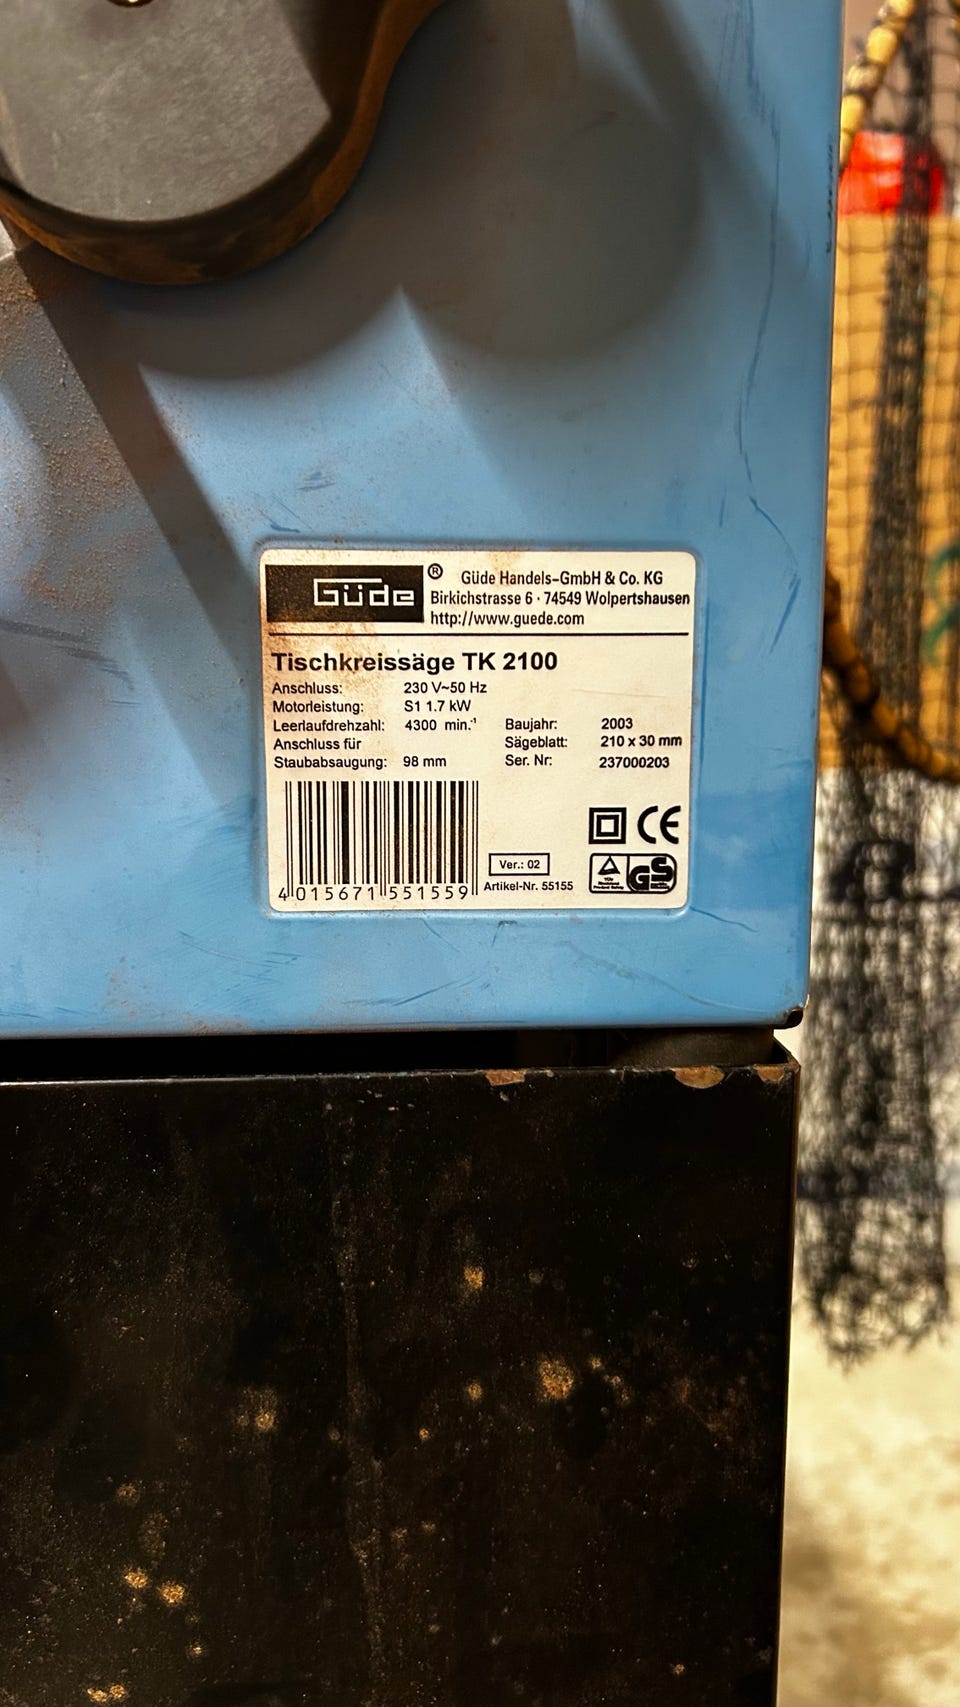 Güde ®
Güde Handels-GmbH & Co. KG
Birkichstrasse 6 · 74549 Wolpertshausen
http://www.guede.com
Tischkreissäge TK 2100
Anschluss: 230 V~50 Hz
Motorleistung: S1 1.7 kW
Leerlaufdrehzahl: 4300 min.⁻¹ Baujahr: 2003
Anschluss für Sägeblatt: 210 x 30 mm
Staubabsaugung: 98 mm Ser. Nr: 237000203
CE
Ver.: 02
GS
4 015671 551559
Artikel-Nr. 55155